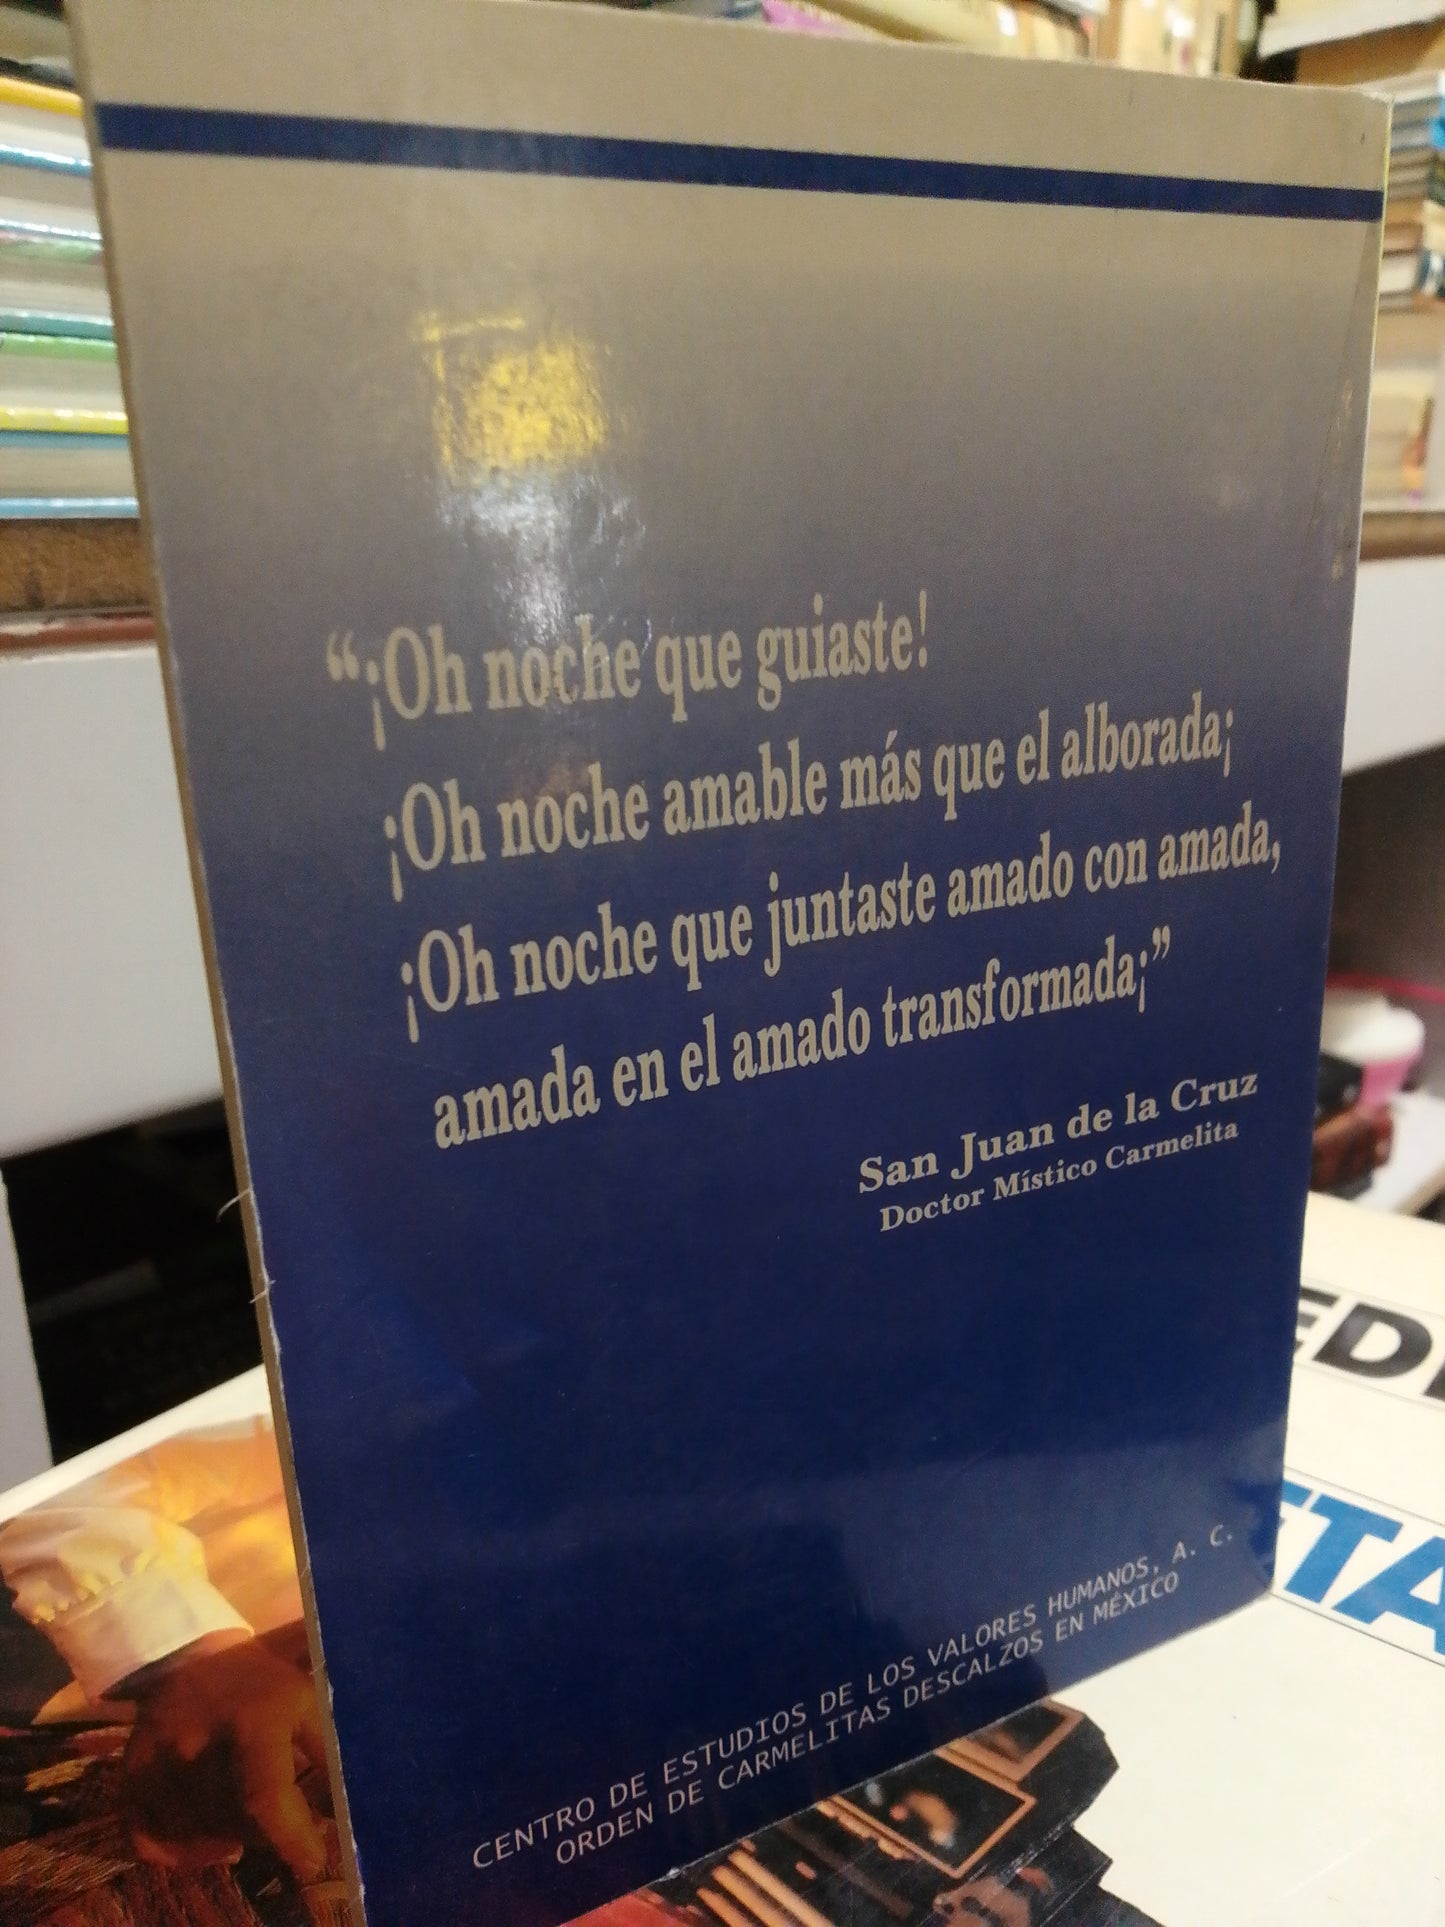 “¡Oh noche que guiaste!
¡Oh noche amable más que el alborada;
¡Oh noche que juntaste amado con amada,
amada en el amado transformada;”
San Juan de la Cruz
Doctor Místico Carmelita
CENTRO DE ESTUDIOS DE LOS VALORES HUMANOS, A. C.
ORDEN DE CARMELITAS DESCALZOS EN MÉXICO